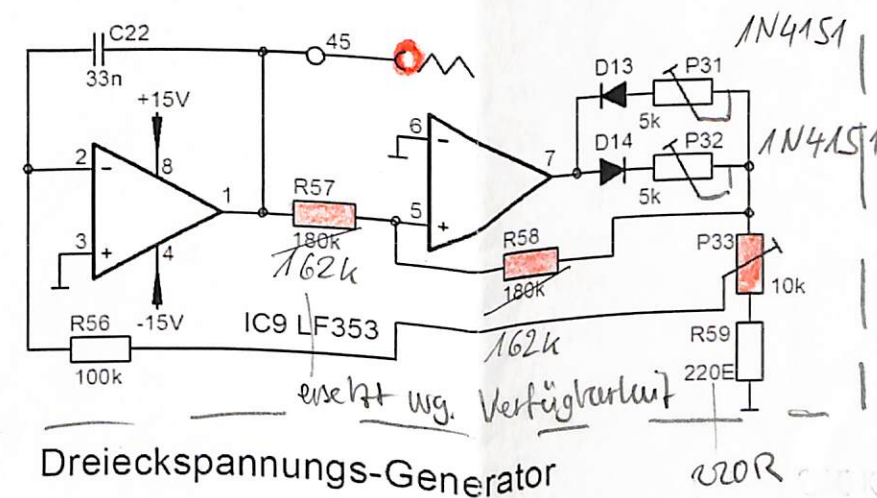 1N4151
C22
45
33n
+15V
D13
P31
5k
6
7
D14
P32
1N4151
2
8
1
R57
5
5k
3
180k
162k
R58
P33
4
180k
10k
-15V
R56
IC9 LF353
162k
R59
100k
220E
ersetzt wg. Verfügbarkeit
Dreieckspannungs-Generator
220R